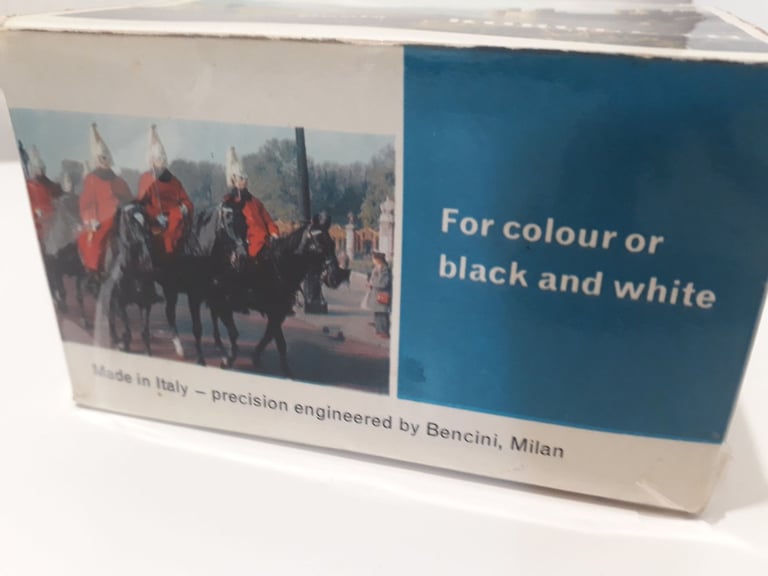 For colour or
black and white
Made in Italy – precision engineered by Bencini, Milan